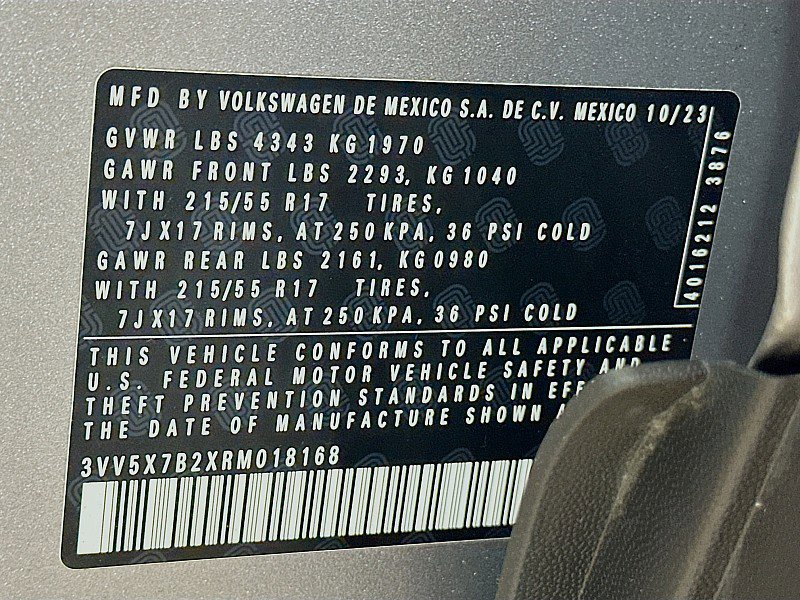 MFD BY VOLKSWAGEN DE MEXICO S.A. DE C.V. MEXICO 10/23
GVWR LBS 4343 KG 1970
GAWR FRONT LBS 2293, KG 1040
WITH 215/55 R17 TIRES,
7JX17 RIMS, AT 250 KPA, 36 PSI COLD
GAWR REAR LBS 2161, KG 0980
WITH 215/55 R17 TIRES,
7JX17 RIMS, AT 250 KPA, 36 PSI COLD
4016212 3876
THIS VEHICLE CONFORMS TO ALL APPLICABLE
U.S. FEDERAL MOTOR VEHICLE SAFETY AND
THEFT PREVENTION STANDARDS IN
THE DATE OF MANUFACTURE SHOWN
3VV5X7B2XRM018168